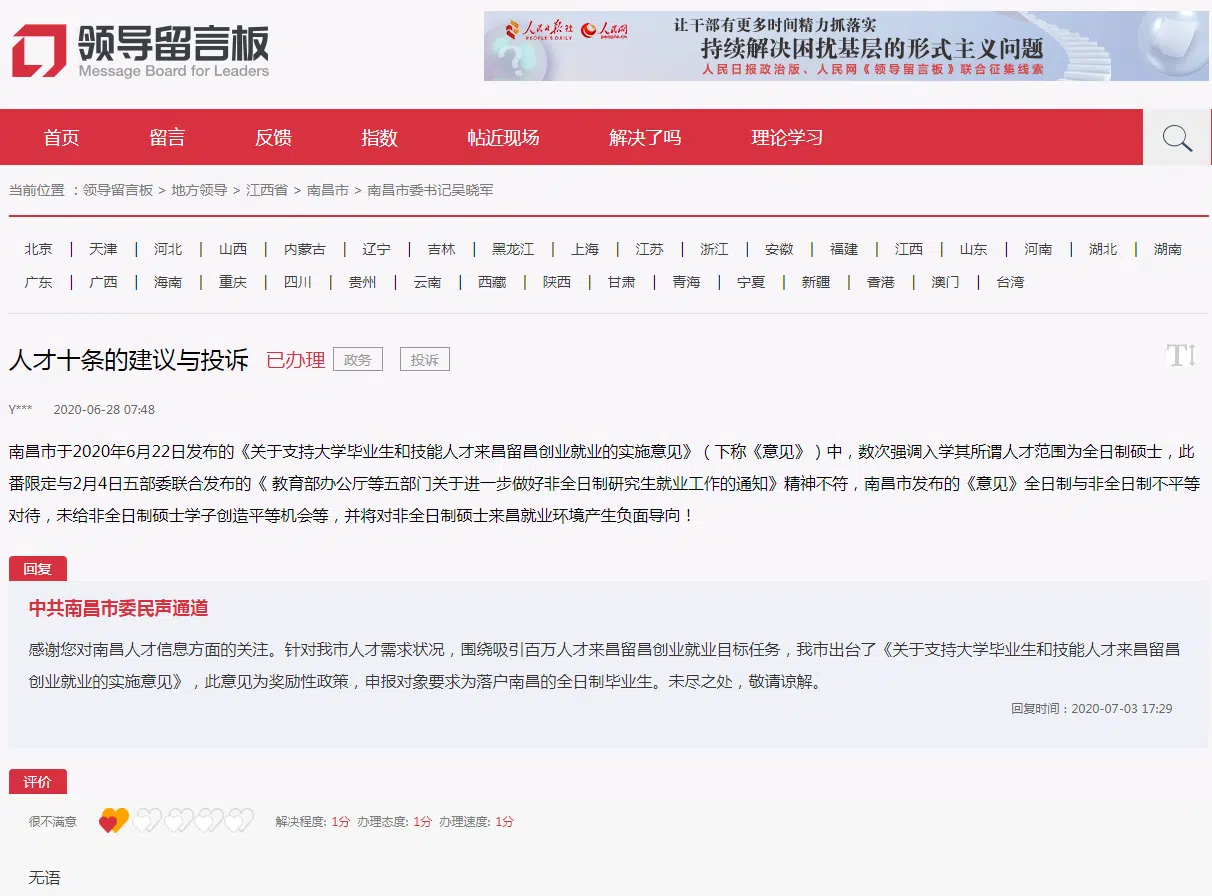 领导留言板
Message Board for Leaders
人民日报社 人民网
PEOPLE'S DAILY people.cn
让干部有更多时间精力抓落实
持续解决困扰基层的形式主义问题
人民日报政治版、人民网《领导留言板》联合征集线索
首页 留言 反馈 指数 帖近现场 解决了吗 理论学习
当前位置 ：领导留言板 > 地方领导 > 江西省 > 南昌市 > 南昌市委书记吴晓军
北京 | 天津 | 河北 | 山西 | 内蒙古 | 辽宁 | 吉林 | 黑龙江 | 上海 | 江苏 | 浙江 | 安徽 | 福建 | 江西 | 山东 | 河南 | 湖北 | 湖南
广东 | 广西 | 海南 | 重庆 | 四川 | 贵州 | 云南 | 西藏 | 陕西 | 甘肃 | 青海 | 宁夏 | 新疆 | 香港 | 澳门 | 台湾
人才十条的建议与投诉 已办理 政务 投诉
Y*** 2020-06-28 07:48
南昌市于2020年6月22日发布的《关于支持大学毕业生和技能人才来昌留昌创业就业的实施意见》（下称《意见》）中，数次强调入学其所谓人才范围为全日制硕士，此
番限定与2月4日五部委联合发布的《 教育部办公厅等五部门关于进一步做好非全日制研究生就业工作的通知》精神不符，南昌市发布的《意见》全日制与非全日制不平等
对待，未给非全日制硕士学子创造平等机会等，并将对非全日制硕士来昌就业环境产生负面导向！
回复
中共南昌市委民声通道
感谢您对南昌人才信息方面的关注。针对我市人才需求状况，围绕吸引百万人才来昌留昌创业就业目标任务，我市出台了《关于支持大学毕业生和技能人才来昌留昌
创业就业的实施意见》，此意见为奖励性政策，申报对象要求为落户南昌的全日制毕业生。未尽之处，敬请谅解。
回复时间：2020-07-03 17:29
评价
很不满意 解决程度: 1分 办理态度: 1分 办理速度: 1分
无语